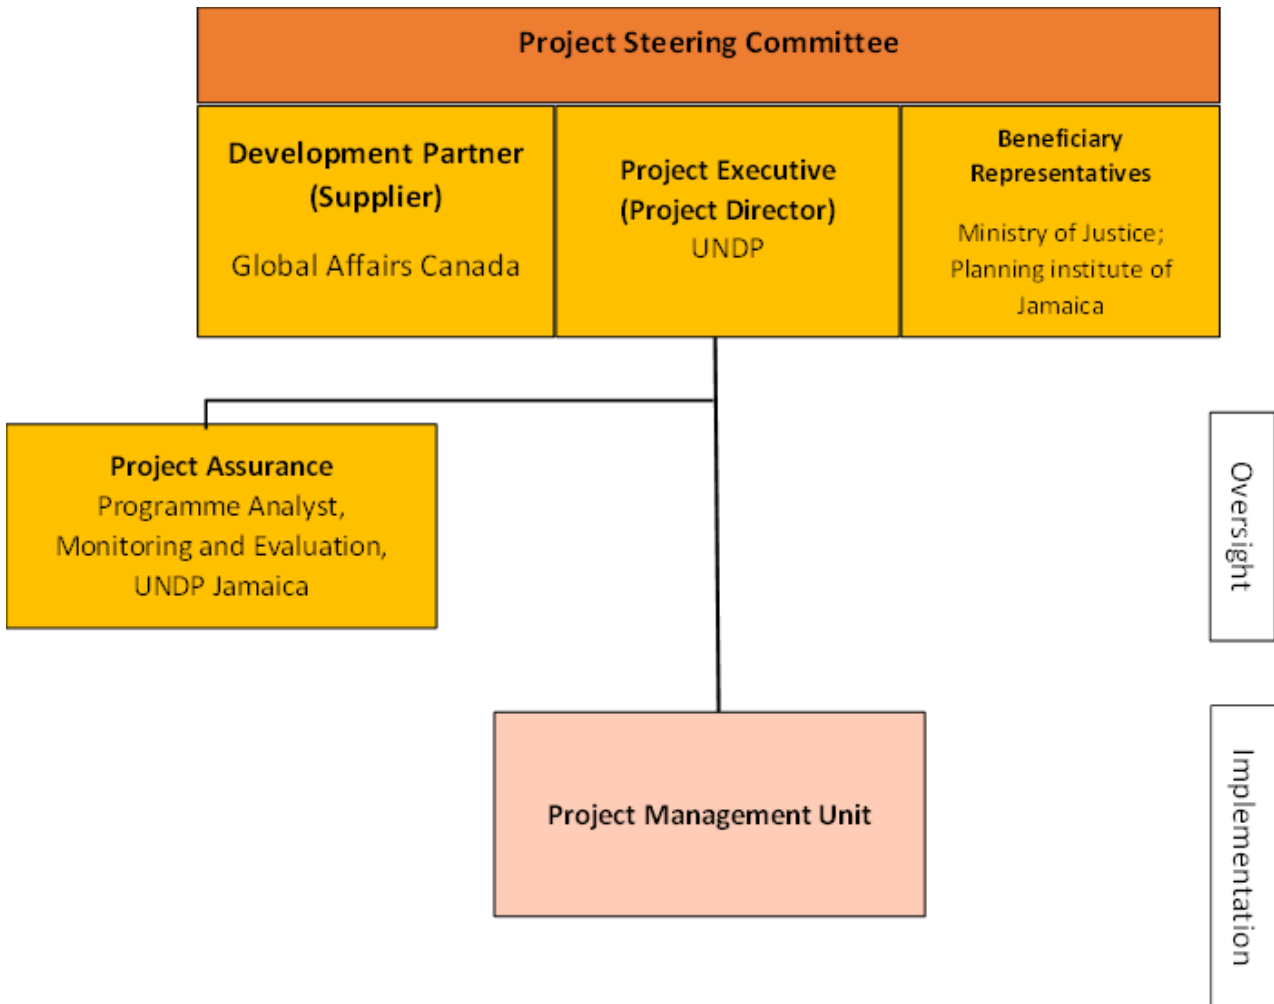 Project Steering Committee
Development Partner
(Supplier)
Global Affairs Canada
Project Executive
(Project Director)
UNDP
Beneficiary
Representatives
Ministry of Justice;
Planning institute of
Jamaica
Project Assurance
Programme Analyst,
Monitoring and Evaluation,
UNDP Jamaica
Oversight
Project Management Unit
Implementation